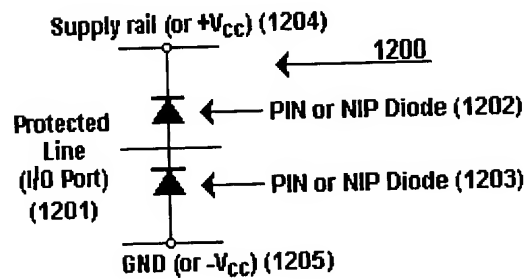 Supply rail (or +VCC) (1204)
1200
PIN or NIP Diode (1202)
Protected
Line
(I/O Port)
(1201)
PIN or NIP Diode (1203)
GND (or -VCC) (1205)